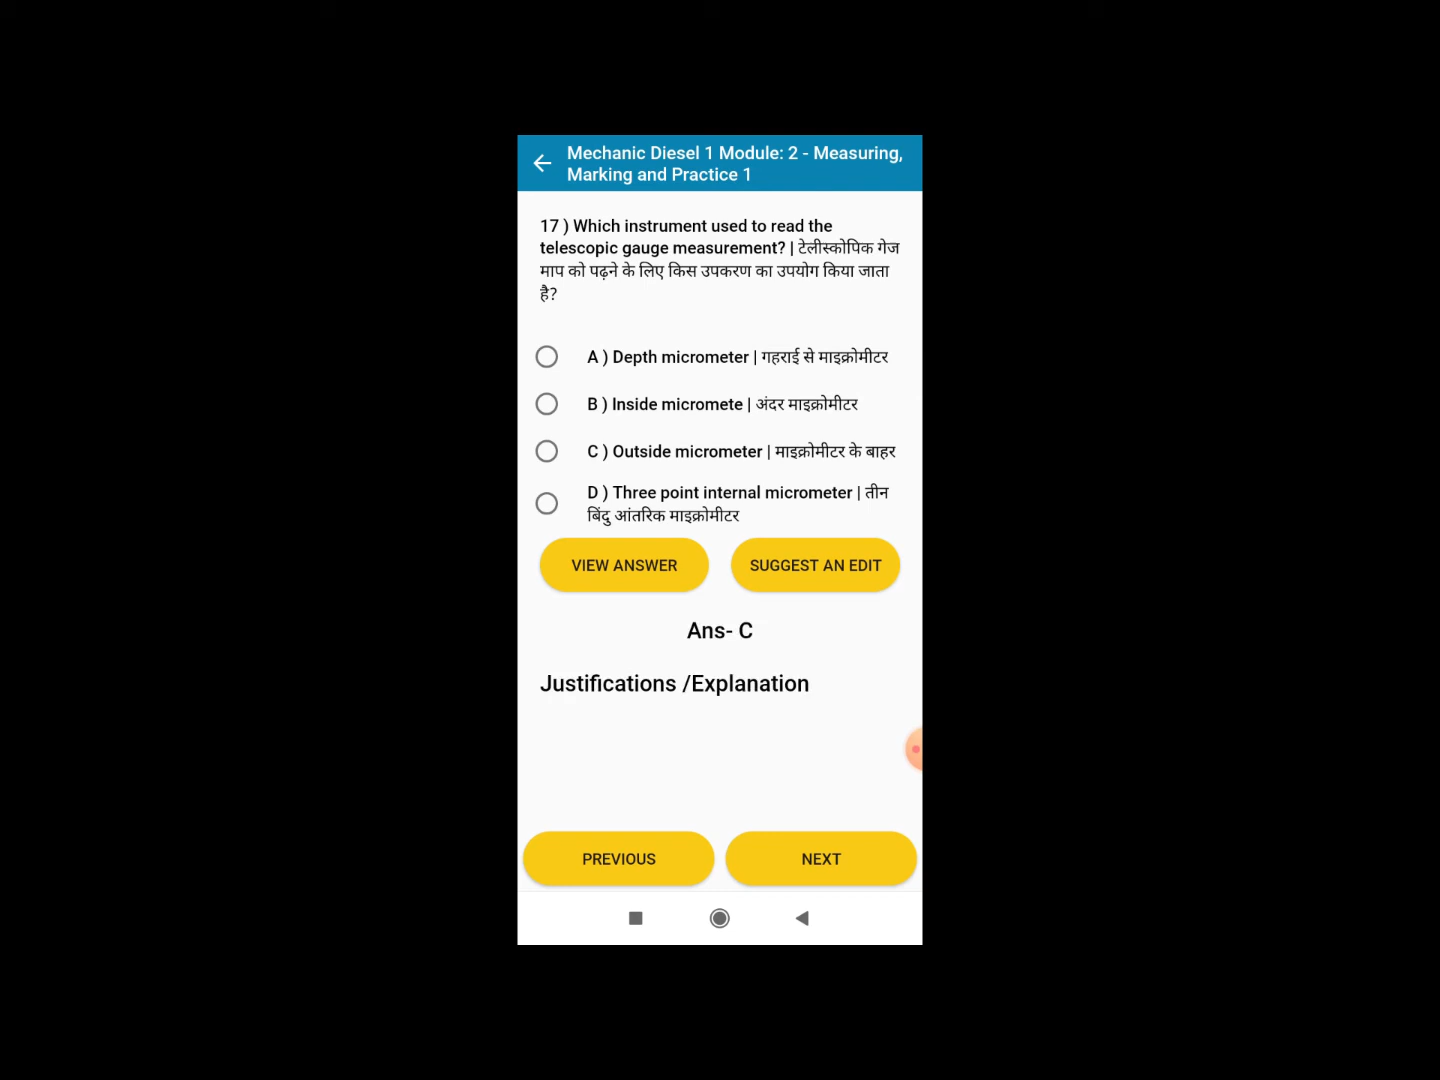 Mechanic Diesel 1 Module: 2 - Measuring,
Marking and Practice 1
17 ) Which instrument used to read the
telescopic gauge measurement? | टेलीस्कोपिक गेज
माप को पढ़ने के लिए किस उपकरण का उपयोग किया जाता
है?
A ) Depth micrometer | गहराई से माइक्रोमीटर
B ) Inside micromete | अंदर माइक्रोमीटर
C ) Outside micrometer | माइक्रोमीटर के बाहर
D ) Three point internal micrometer | तीन
बिंदु आंतरिक माइक्रोमीटर
VIEW ANSWER
SUGGEST AN EDIT
Ans- C
Justifications /Explanation
PREVIOUS
NEXT